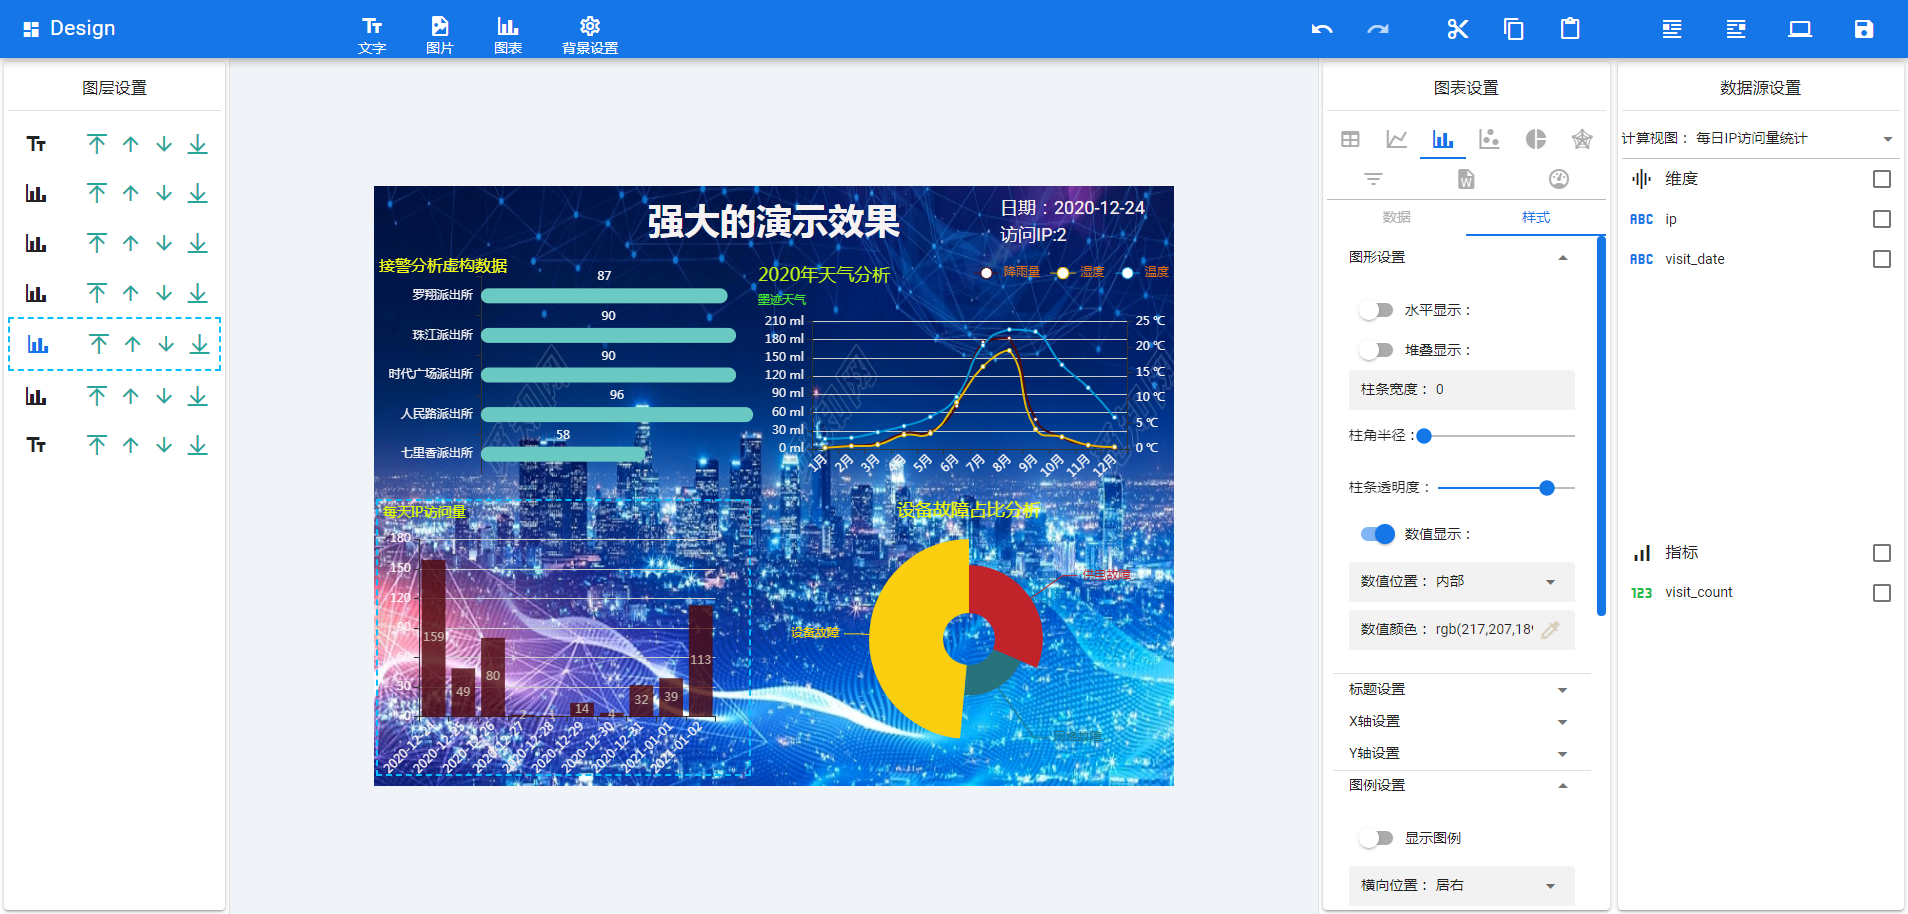 Design
文字
图片
图表
背景设置
图层设置
强大的演示效果
日期：2020-12-24
访问IP:2
接警分析虚构数据
87
罗翔派出所
90
珠江派出所
90
时代广场派出所
96
人民路派出所
58
七里香派出所
2020年天气分析
墨迹天气
降雨量
湿度
温度
210 ml
180 ml
150 ml
120 ml
90 ml
60 ml
30 ml
0 ml
25 ℃
20 ℃
15 ℃
10 ℃
5 ℃
0 ℃
1月 2月 3月 4月 5月 6月 7月 8月 9月 10月 11月 12月
每天IP访问量
180
150
120
90
60
30
0
159 49 80 2 1 14 4 32 39 113
2020-12-24 2020-12-25 2020-12-26 2020-12-27 2020-12-28 2020-12-29 2020-12-30 2020-12-31 2021-01-01 2021-01-02
设备故障占比分析
设备故障
图表设置
数据
样式
图形设置
水平显示：
堆叠显示：
柱条宽度： 0
柱角半径：
柱条透明度：
数值显示：
数值位置： 内部
数值颜色： rgb(217,207,18
标题设置
X轴设置
Y轴设置
图例设置
显示图例
横向位置： 居右
数据源设置
计算视图： 每日IP访问量统计
维度
ABC ip
ABC visit_date
指标
123 visit_count